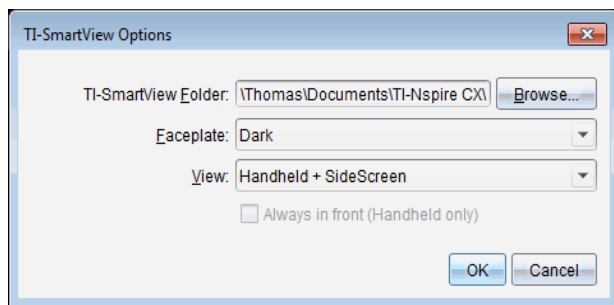 TI-SmartView Options
TI-SmartView Folder: \Thomas\Documents\TI-Nspire CX\ Browse...
Faceplate: Dark
View: Handheld + SideScreen
Always in front (Handheld only)
OK Cancel